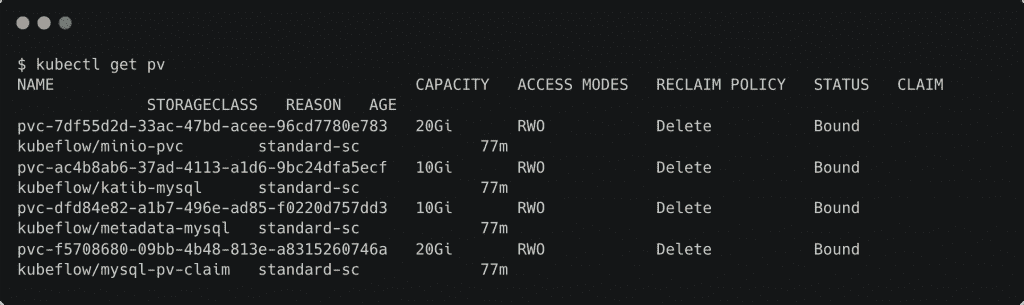 $ kubectl get pv
NAME                                       CAPACITY   ACCESS MODES   RECLAIM POLICY   STATUS   CLAIM
              STORAGECLASS   REASON   AGE
pvc-7df55d2d-33ac-47bd-acee-96cd7780e783   20Gi       RWO            Delete           Bound
kubeflow/minio-pvc        standard-sc             77m
pvc-ac4b8ab6-37ad-4113-a1d6-9bc24dfa5ecf   10Gi       RWO            Delete           Bound
kubeflow/katib-mysql      standard-sc             77m
pvc-dfd84e82-a1b7-496e-ad85-f0220d757dd3   10Gi       RWO            Delete           Bound
kubeflow/metadata-mysql   standard-sc             77m
pvc-f5708680-09bb-4b48-813e-a8315260746a   20Gi       RWO            Delete           Bound
kubeflow/mysql-pv-claim   standard-sc             77m